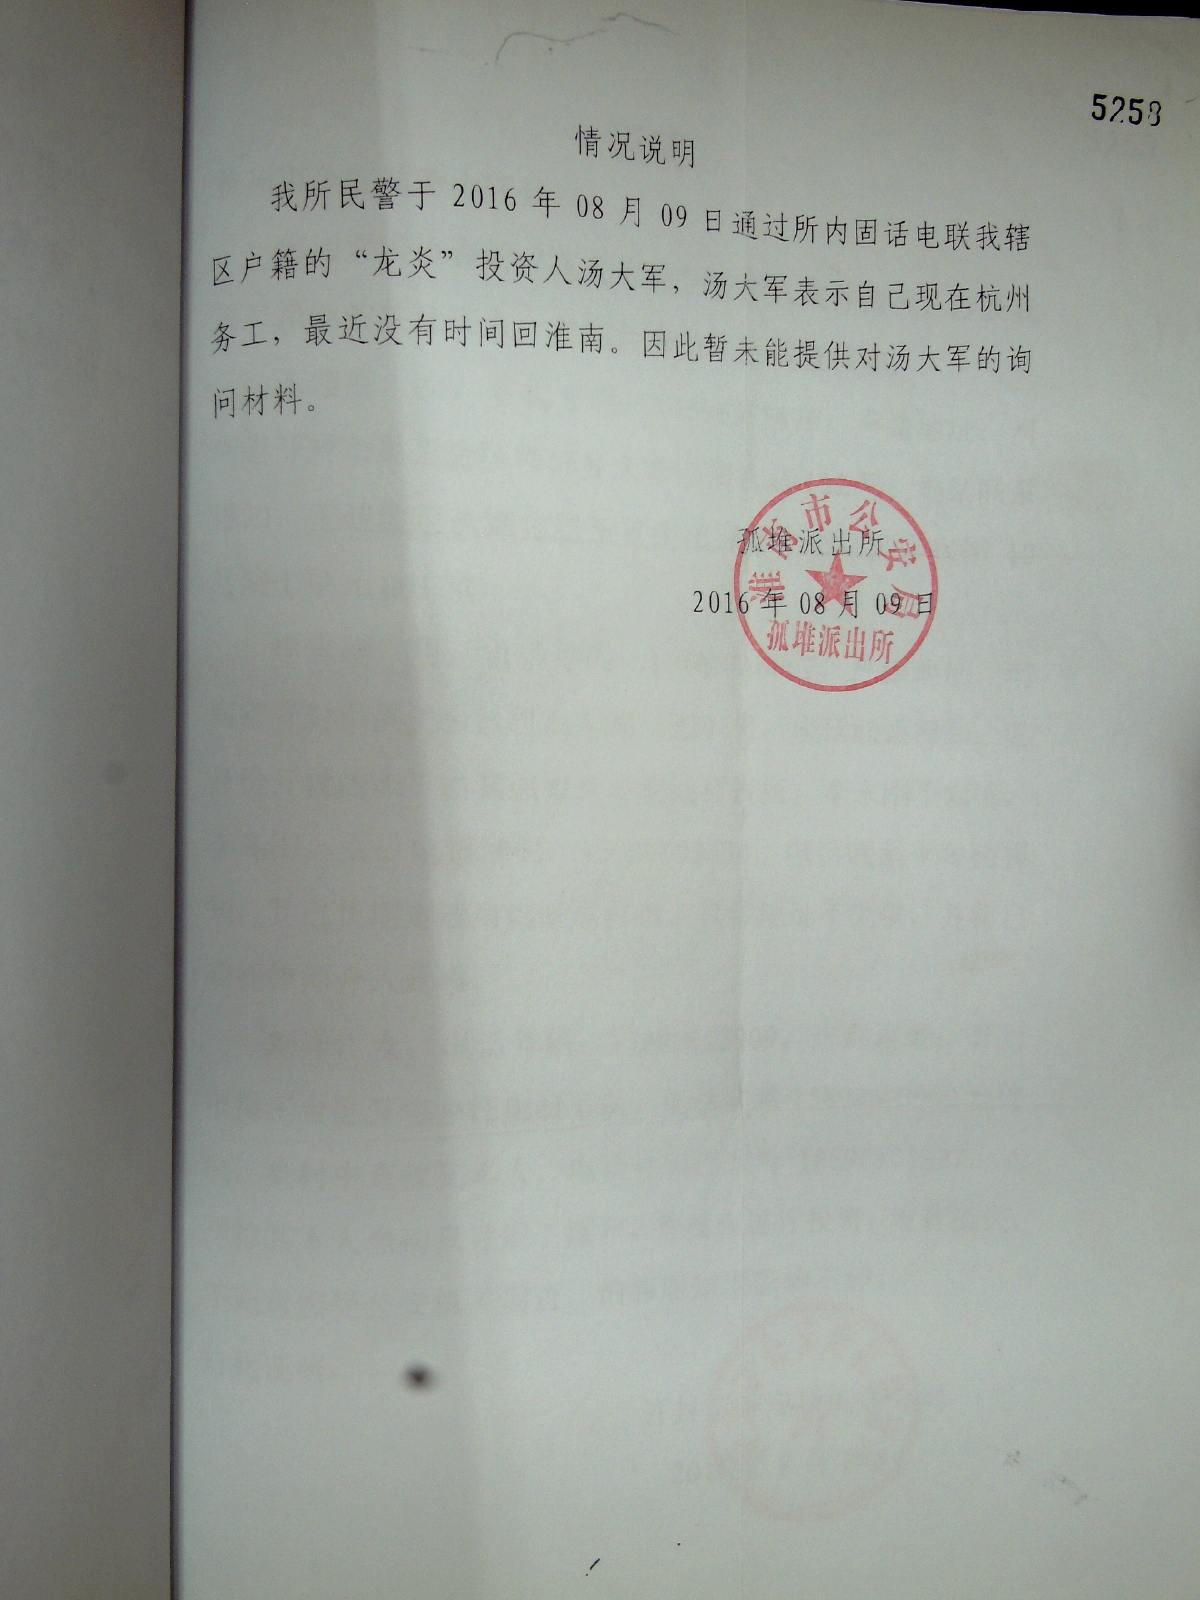 5258
情况说明
我所民警于 2016 年 08 月 09 日通过所内固话电联我辖
区户籍的“龙炎”投资人汤大军，汤大军表示自己现在杭州
务工，最近没有时间回淮南。因此暂未能提供对汤大军的询
问材料。
孤堆派出所
2016 年 08 月 09 日
淮南市公安局
孤堆派出所